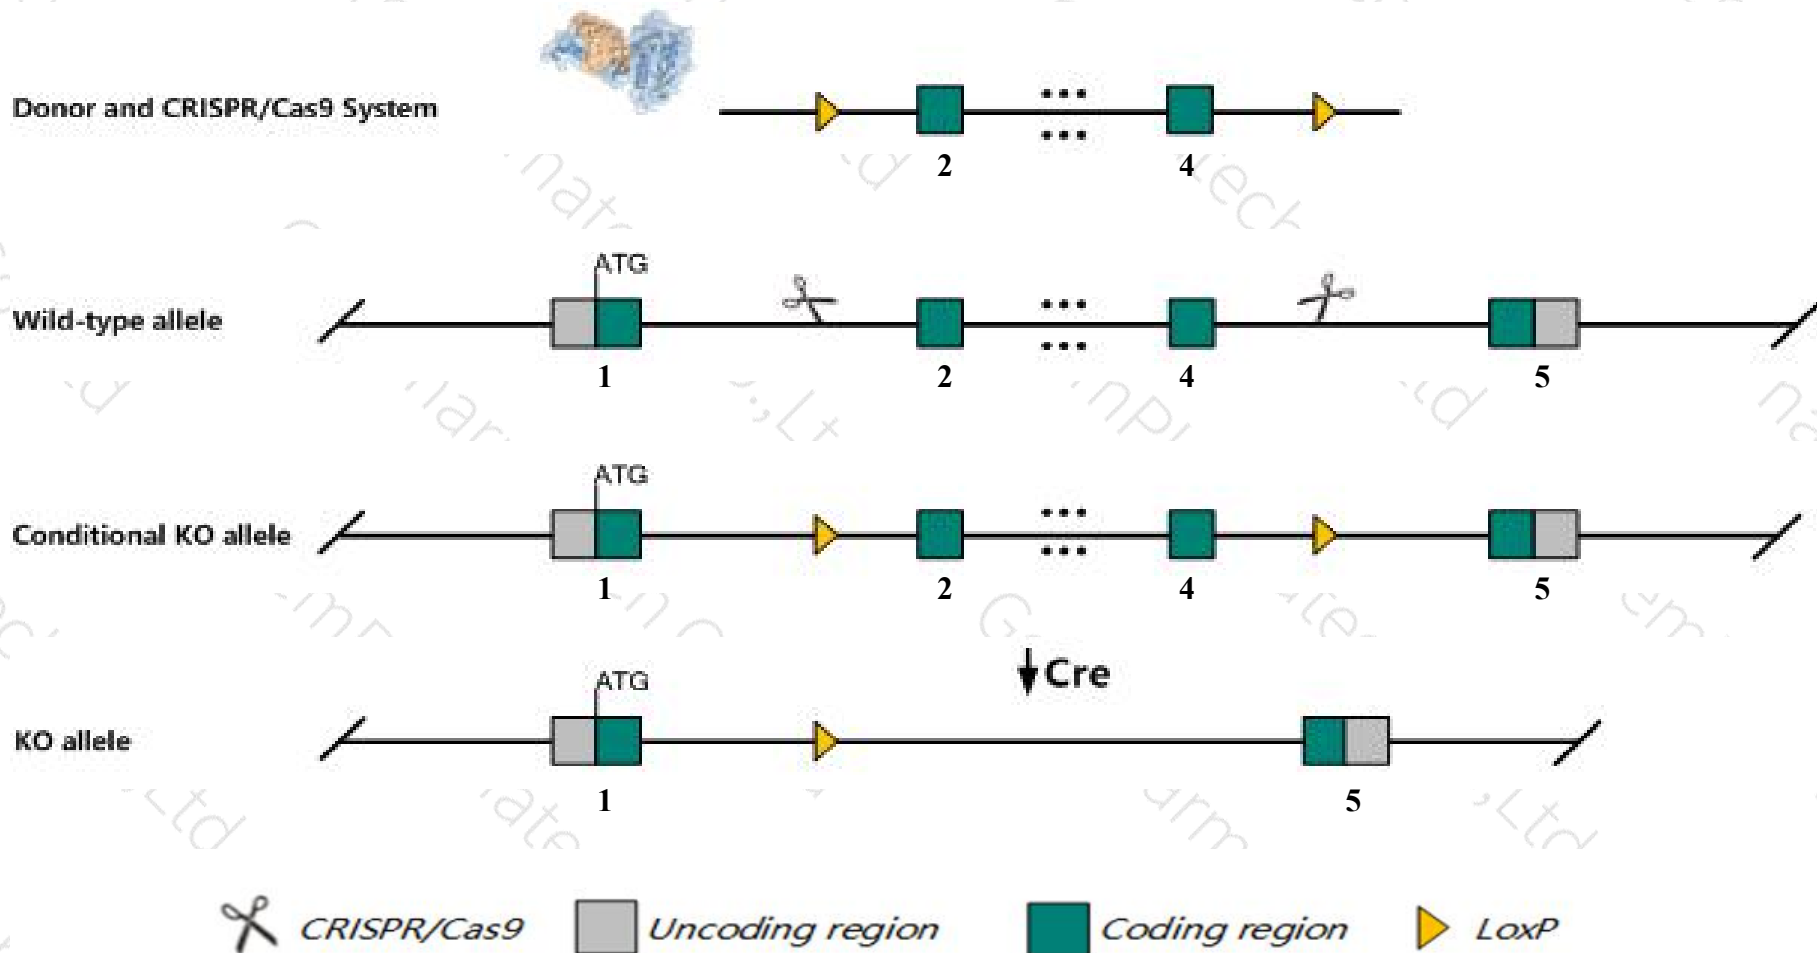 Donor and CRISPR/Cas9 System
2
4
ATG
Wild-type allele
1
2
4
5
ATG
Conditional KO allele
1
2
4
5
Cre
ATG
KO allele
1
5
CRISPR/Cas9
Uncoding region
Coding region
LoxP